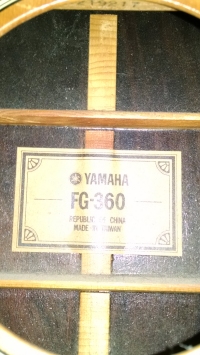 YAMAHA
FG-360
REPUBLIC OF CHINA
MADE IN TAIWAN